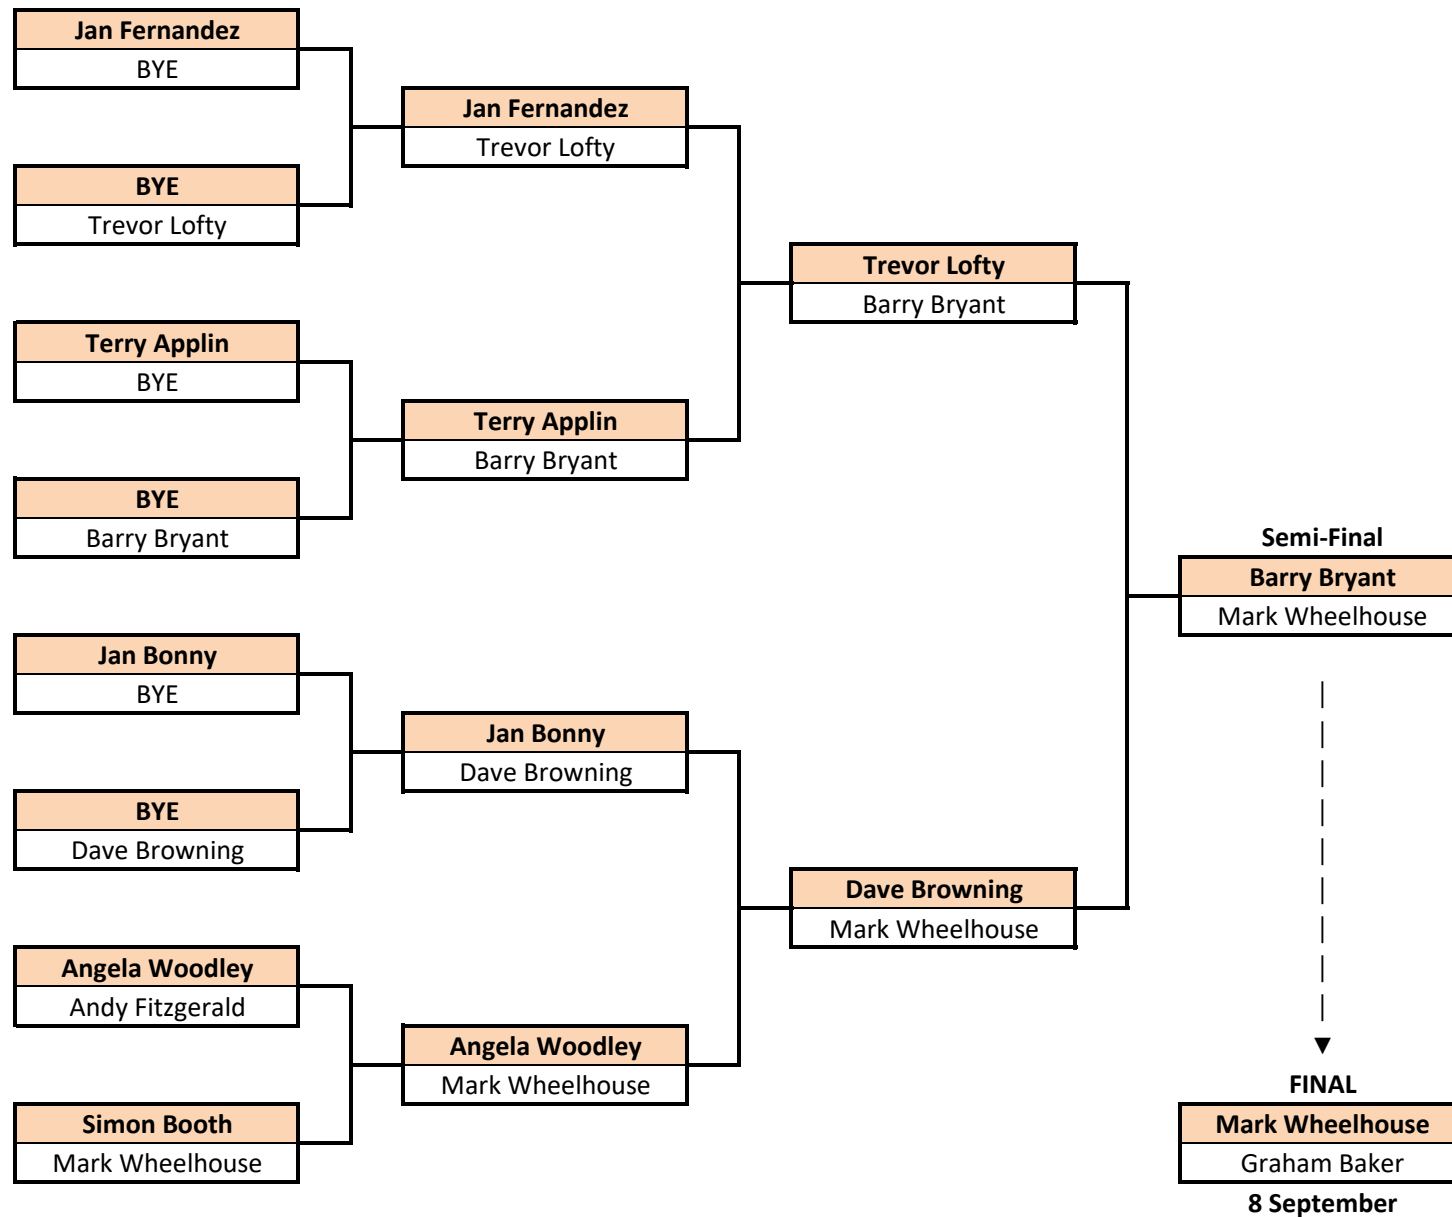 Jan Fernandez
BYE
BYE
Trevor Lofty
Terry Applin
BYE
BYE
Barry Bryant
Jan Bonny
BYE
BYE
Dave Browning
Angela Woodley
Andy Fitzgerald
Simon Booth
Mark Wheelhouse
Jan Fernandez
Trevor Lofty
Terry Applin
Barry Bryant
Jan Bonny
Dave Browning
Angela Woodley
Mark Wheelhouse
Trevor Lofty
Barry Bryant
Dave Browning
Mark Wheelhouse
Semi-Final
Barry Bryant
Mark Wheelhouse
FINAL
Mark Wheelhouse
Graham Baker
8 September